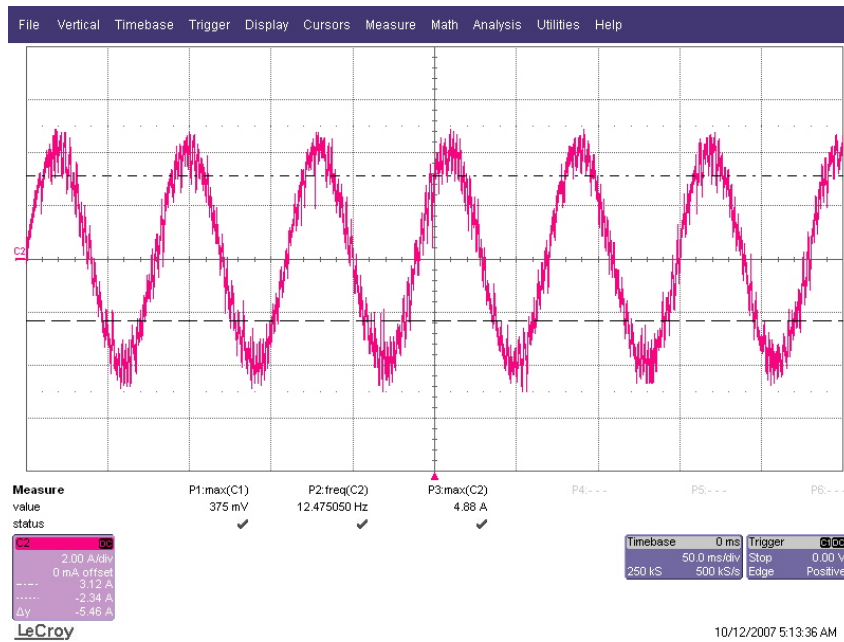 File Vertical Timebase Trigger Display Cursors Measure Math Analysis Utilities Help
C2
Measure P1:max(C1) P2:freq(C2) P3:max(C2) P4:- - - P5:- - - P6:- - -
value 375 mV 12.475050 Hz 4.88 A
status
C2 DC
2.00 A/div
0 mA offset
3.12 A
-2.34 A
Δy -5.46 A
Timebase 0 ms
50.0 ms/div
250 kS 500 kS/s
Trigger C1 DC
Stop 0.00 V
Edge Positive
LeCroy
10/12/2007 5:13:36 AM